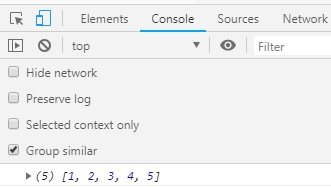 Elements Console Sources Network
top Filter
Hide network
Preserve log
Selected context only
Group similar
(5) [1, 2, 3, 4, 5]